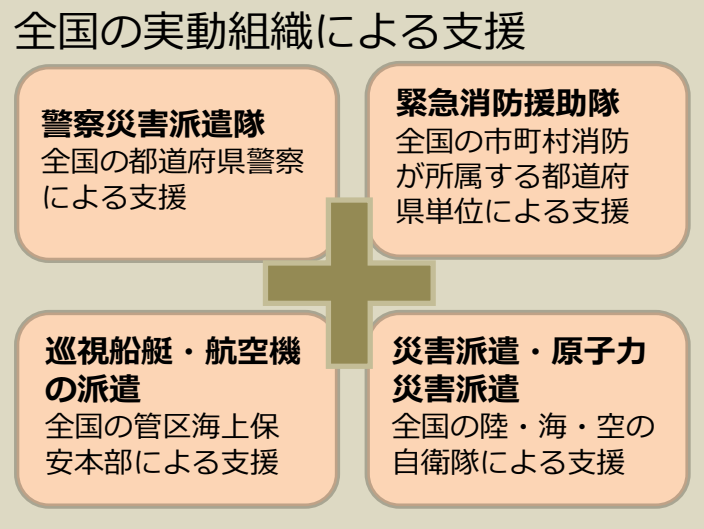 全国の実動組織による支援
警察災害派遣隊
全国の都道府県警察
による支援
緊急消防援助隊
全国の市町村消防
が所属する都道府
県単位による支援
巡視船艇・航空機
の派遣
全国の管区海上保
安本部による支援
災害派遣・原子力
災害派遣
全国の陸・海・空の
自衛隊による支援